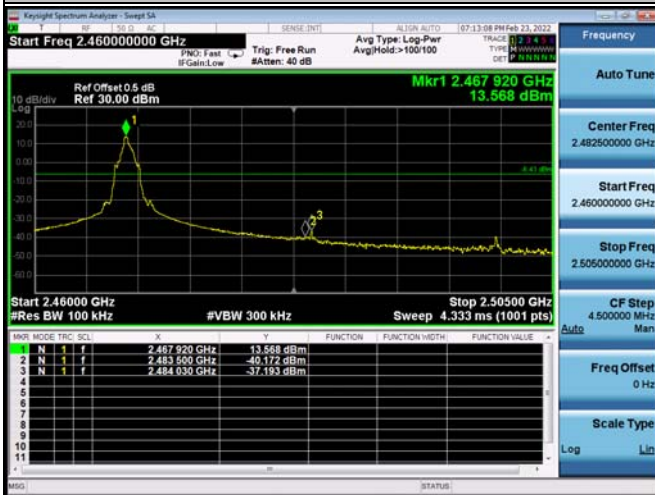 Keysight Spectrum Analyzer - Swept SA
T RF 50 Ω AC SENSE:INT ALIGN AUTO 07:13:08 PM Feb 23, 2022
Start Freq 2.460000000 GHz
PNO: Fast
IFGain:Low
Trig: Free Run
#Atten: 40 dB
Avg Type: Log-Pwr
Avg|Hold:>100/100
TRACE 1 2 3 4 5 6
TYPE M W W W W W
DET P N N N N N
Ref Offset 0.5 dB
10 dB/div Ref 30.00 dBm
Log
Mkr1 2.467 920 GHz
13.568 dBm
20.0
10.0
0.00
-10.0
-20.0
-30.0
-40.0
-50.0
-60.0
1
2
3
Start 2.46000 GHz
#Res BW 100 kHz
#VBW 300 kHz
Stop 2.50500 GHz
Sweep 4.333 ms (1001 pts)
MKR MODE TRC SCL X Y FUNCTION FUNCTION WIDTH FUNCTION VALUE
1 N 1 f 2.467 920 GHz 13.568 dBm
2 N 1 f 2.483 500 GHz -40.172 dBm
3 N 1 f 2.484 030 GHz -37.193 dBm
4
5
6
7
8
9
10
11
MSG STATUS
Frequency
Auto Tune
Center Freq
2.482500000 GHz
Start Freq
2.460000000 GHz
Stop Freq
2.505000000 GHz
CF Step
4.500000 MHz
Auto Man
Freq Offset
0 Hz
Scale Type
Log Lin